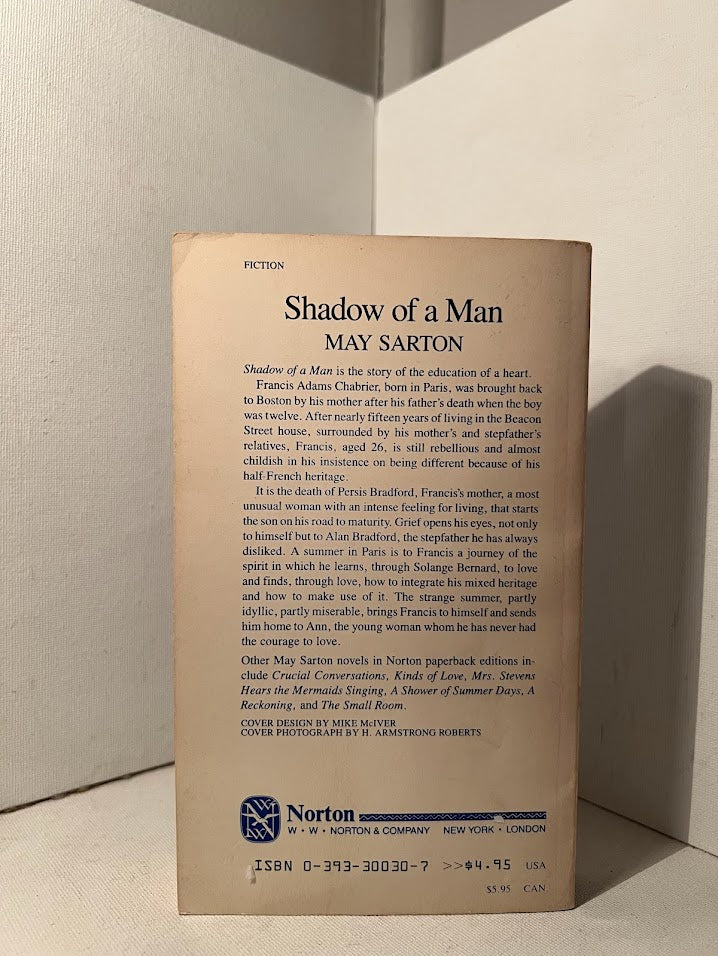 FICTION
Shadow of a Man
MAY SARTON
Shadow of a Man is the story of the education of a heart.
Francis Adams Chabrier, born in Paris, was brought back
to Boston by his mother after his father's death when the boy
was twelve. After nearly fifteen years of living in the Beacon
Street house, surrounded by his mother's and stepfather's
relatives, Francis, aged 26, is still rebellious and almost
childish in his insistence on being different because of his
half-French heritage.
It is the death of Persis Bradford, Francis's mother, a most
unusual woman with an intense feeling for living, that starts
the son on his road to maturity. Grief opens his eyes, not only
to himself but to Alan Bradford, the stepfather he has always
disliked. A summer in Paris is to Francis a journey of the
spirit in which he learns, through Solange Bernard, to love
and finds, through love, how to integrate his mixed heritage
and how to make use of it. The strange summer, partly
idyllic, partly miserable, brings Francis to himself and sends
him home to Ann, the young woman whom he has never had
the courage to love.
Other May Sarton novels in Norton paperback editions in-
clude Crucial Conversations, Kinds of Love, Mrs. Stevens
Hears the Mermaids Singing, A Shower of Summer Days, A
Reckoning, and The Small Room.
COVER DESIGN BY MIKE McIVER
COVER PHOTOGRAPH BY H. ARMSTRONG ROBERTS
Norton
W • W • NORTON & COMPANY NEW YORK • LONDON
ISBN 0-393-30030-7 >>$4.95 USA
$5.95 CAN.